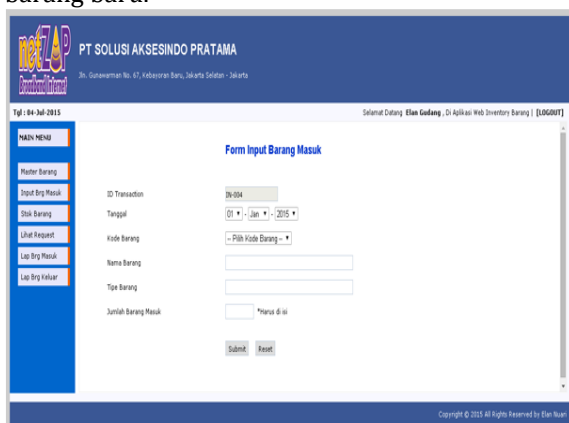 barang baru.
netZAP
Broadband Internet
PT SOLUSI AKSESINDO PRATAMA
Jln. Gunawarman No. 67, Kebayoran Baru, Jakarta Selatan - Jakarta
Tgl : 04-Jul-2015
Selamat Datang Elan Gudang , Di Aplikasi Web Inventory Barang | [LOGOUT]
MAIN MENU
Master Barang
Input Brg Masuk
Stok Barang
Lihat Request
Lap Brg Masuk
Lap Brg Keluar
Form Input Barang Masuk
ID Transaction IN-004
Tanggal 01 - Jan - 2015
Kode Barang -- Pilih Kode Barang --
Nama Barang
Tipe Barang
Jumlah Barang Masuk *Harus di isi
Submit Reset
Copyright © 2015 All Rights Reserved by Elan Nuari